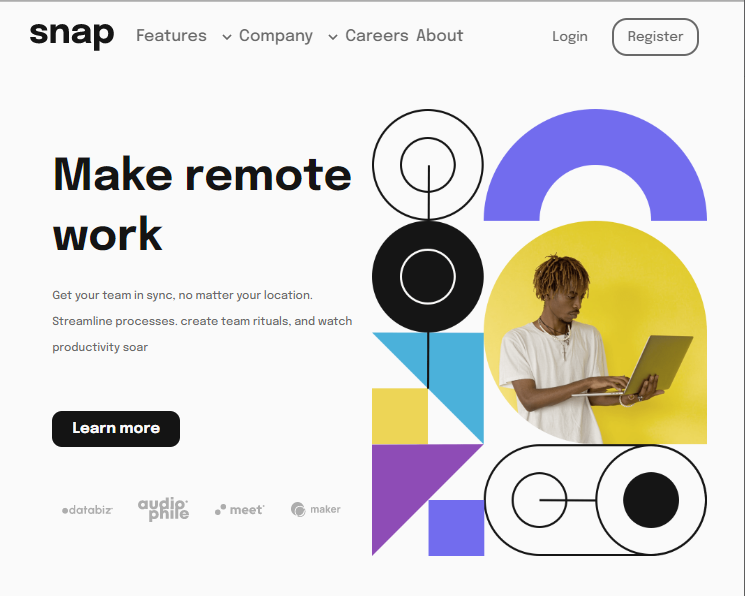 snap Features Company Careers About Login Register
Make remote
work
Get your team in sync, no matter your location.
Streamline processes. create team rituals, and watch
productivity soar
Learn more
databiz audiophile meet maker